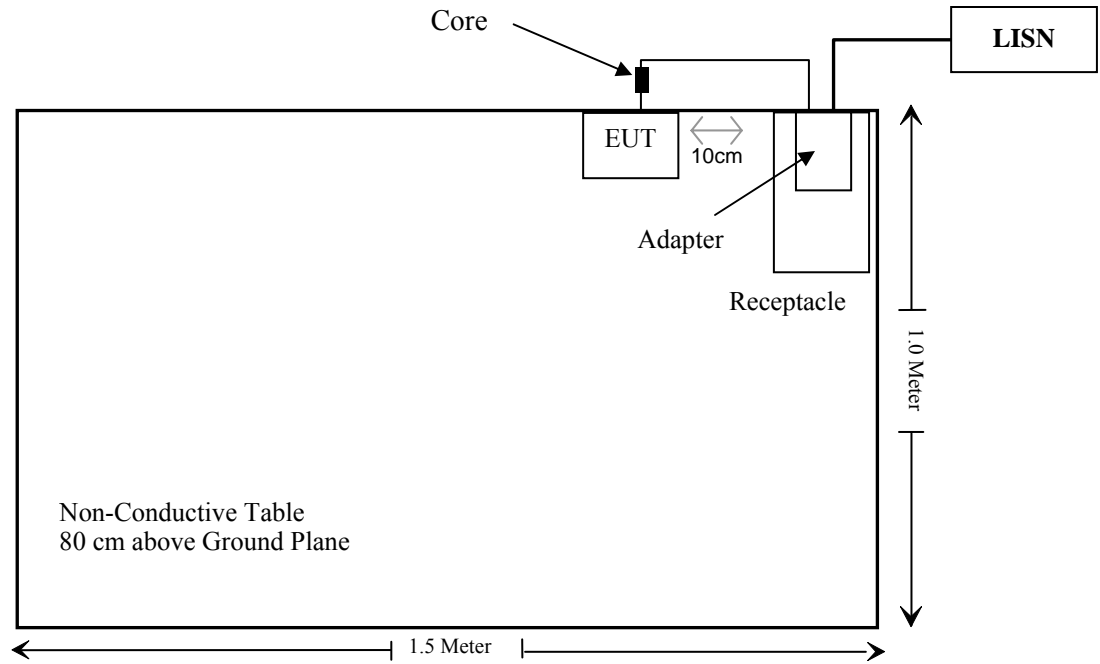 Core
LISN
EUT
10cm
Adapter
Receptacle
1.0 Meter
Non-Conductive Table
80 cm above Ground Plane
1.5 Meter